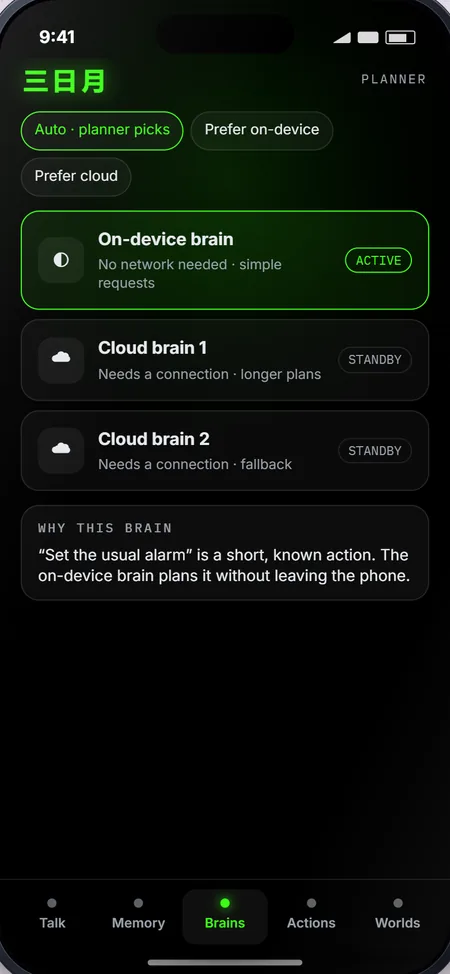 9:41
三日月
PLANNER
Auto · planner picks
Prefer on-device
Prefer cloud
On-device brain
No network needed · simple
requests
ACTIVE
Cloud brain 1
Needs a connection · longer plans
STANDBY
Cloud brain 2
Needs a connection · fallback
STANDBY
WHY THIS BRAIN
“Set the usual alarm” is a short, known action. The
on-device brain plans it without leaving the phone.
Talk
Memory
Brains
Actions
Worlds